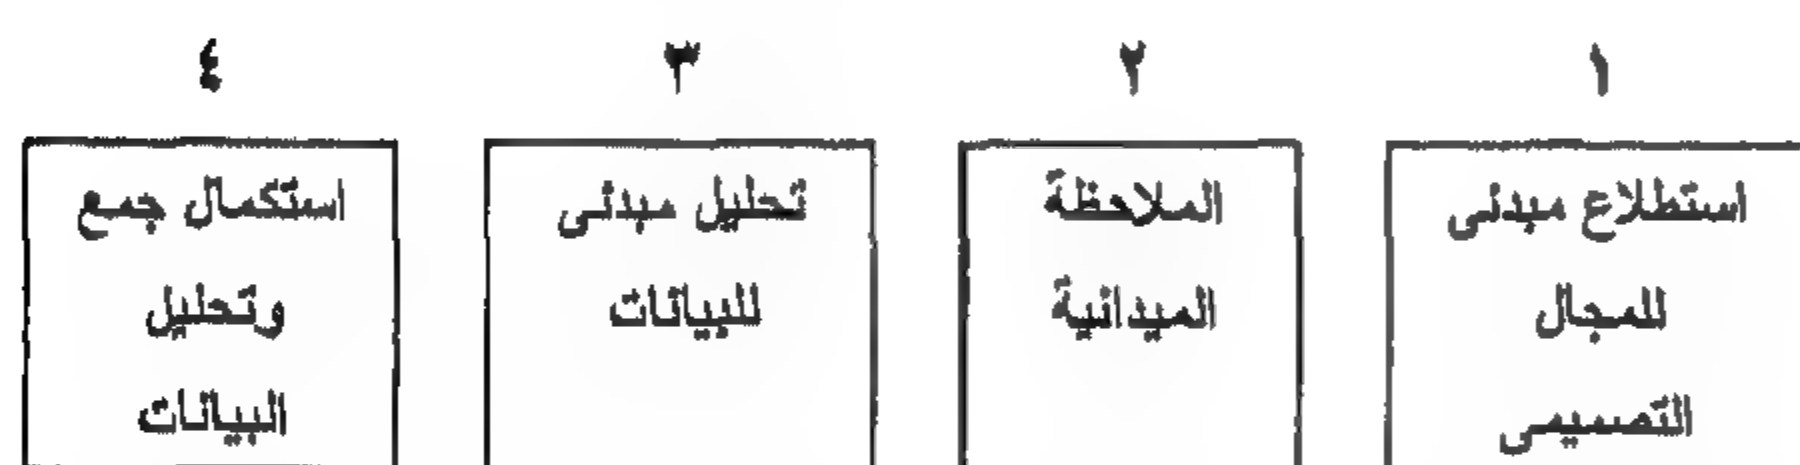 ١
استطلاع مبدئى
للمجال
التصميمى
٢
الملاحظة
الميدانية
٣
تحليل مبدئى
للبيانات
٤
استكمال جمع
وتحليل
البيانات